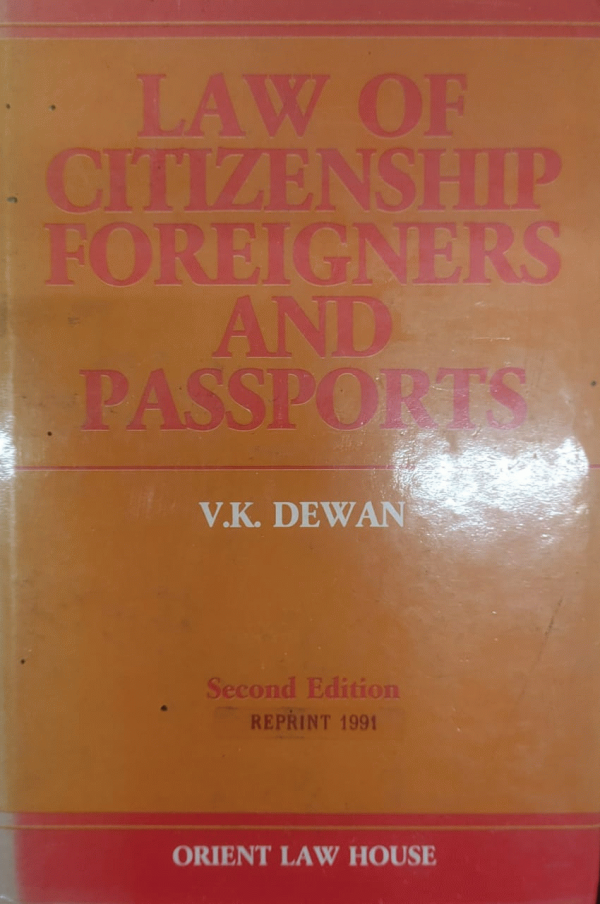 LAW OF
CITIZENSHIP
FOREIGNERS
AND
PASSPORTS
V.K. DEWAN
Second Edition
REPRINT 1991
ORIENT LAW HOUSE